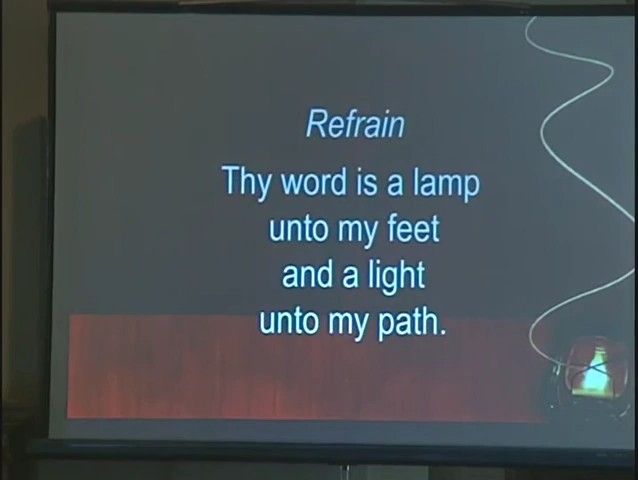 Refrain
Thy word is a lamp
unto my feet
and a light
unto my path.